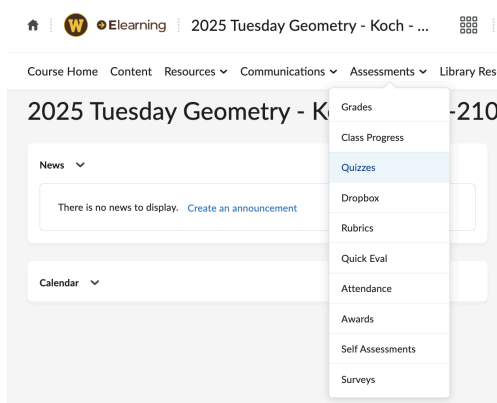 W Elearning 2025 Tuesday Geometry - Koch - ...
Course Home Content Resources Communications Assessments Library Res
2025 Tuesday Geometry - K -210
Grades
Class Progress
Quizzes
Dropbox
Rubrics
Quick Eval
Attendance
Awards
Self Assessments
Surveys
News
There is no news to display. Create an announcement
Calendar